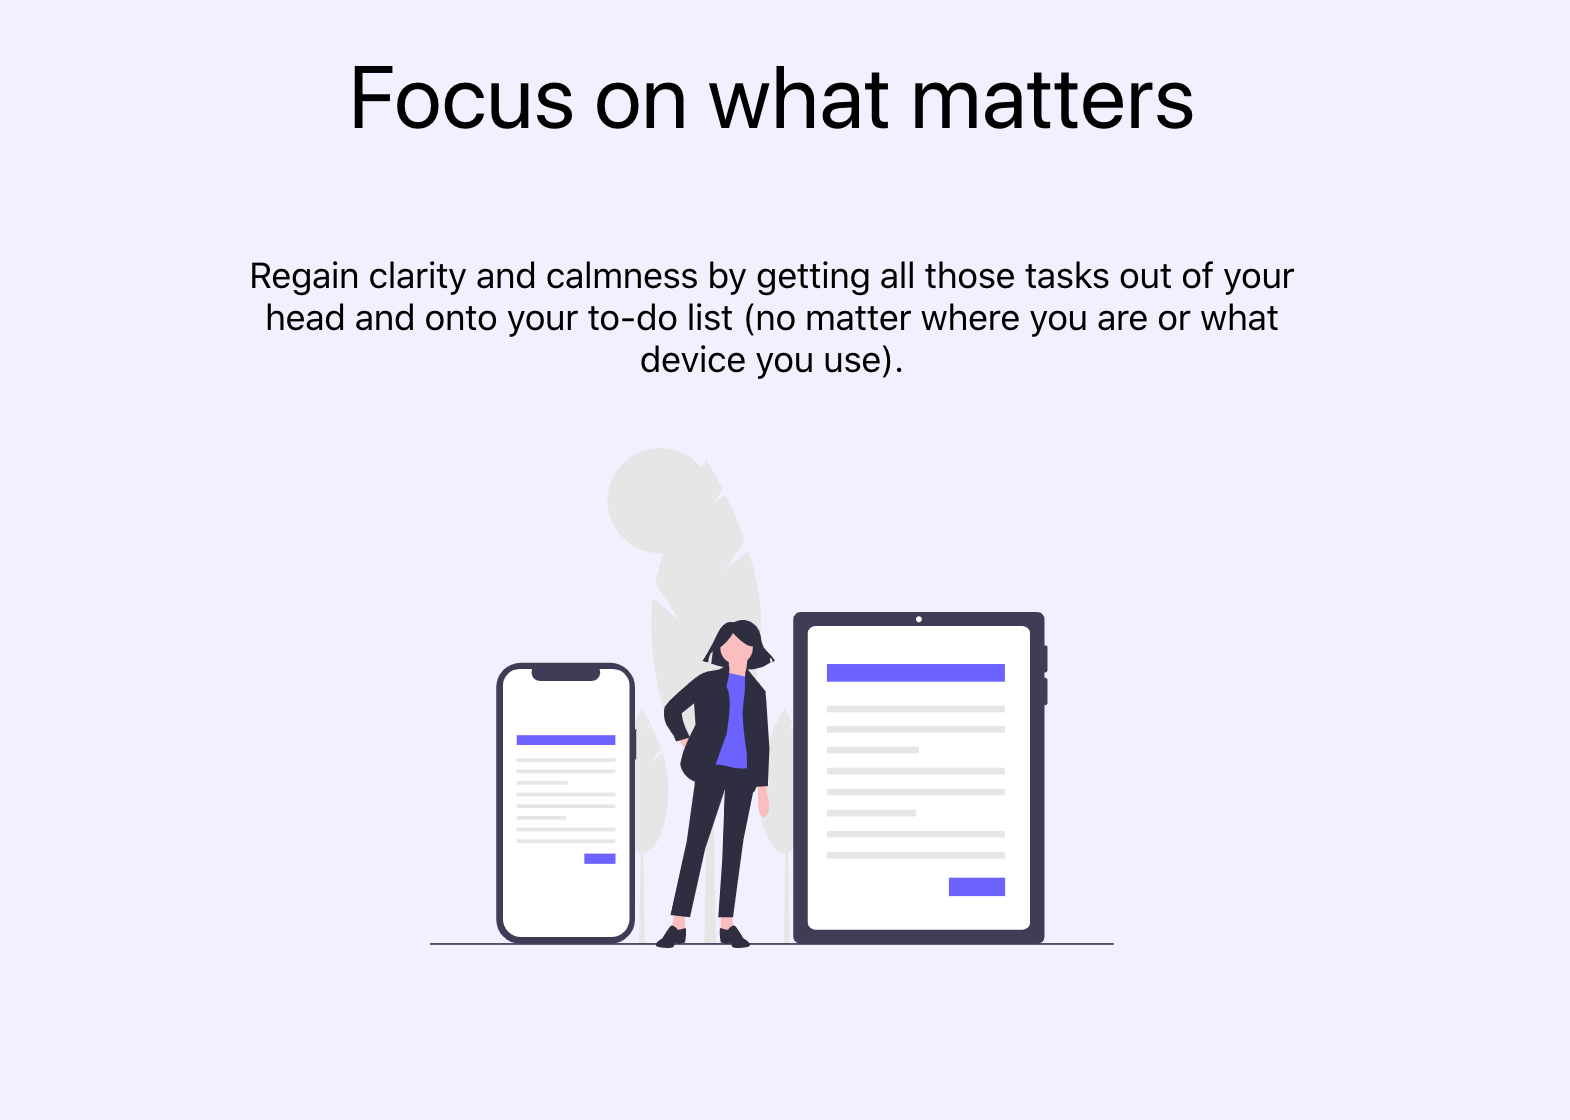 Focus on what matters
Regain clarity and calmness by getting all those tasks out of your
head and onto your to-do list (no matter where you are or what
device you use).